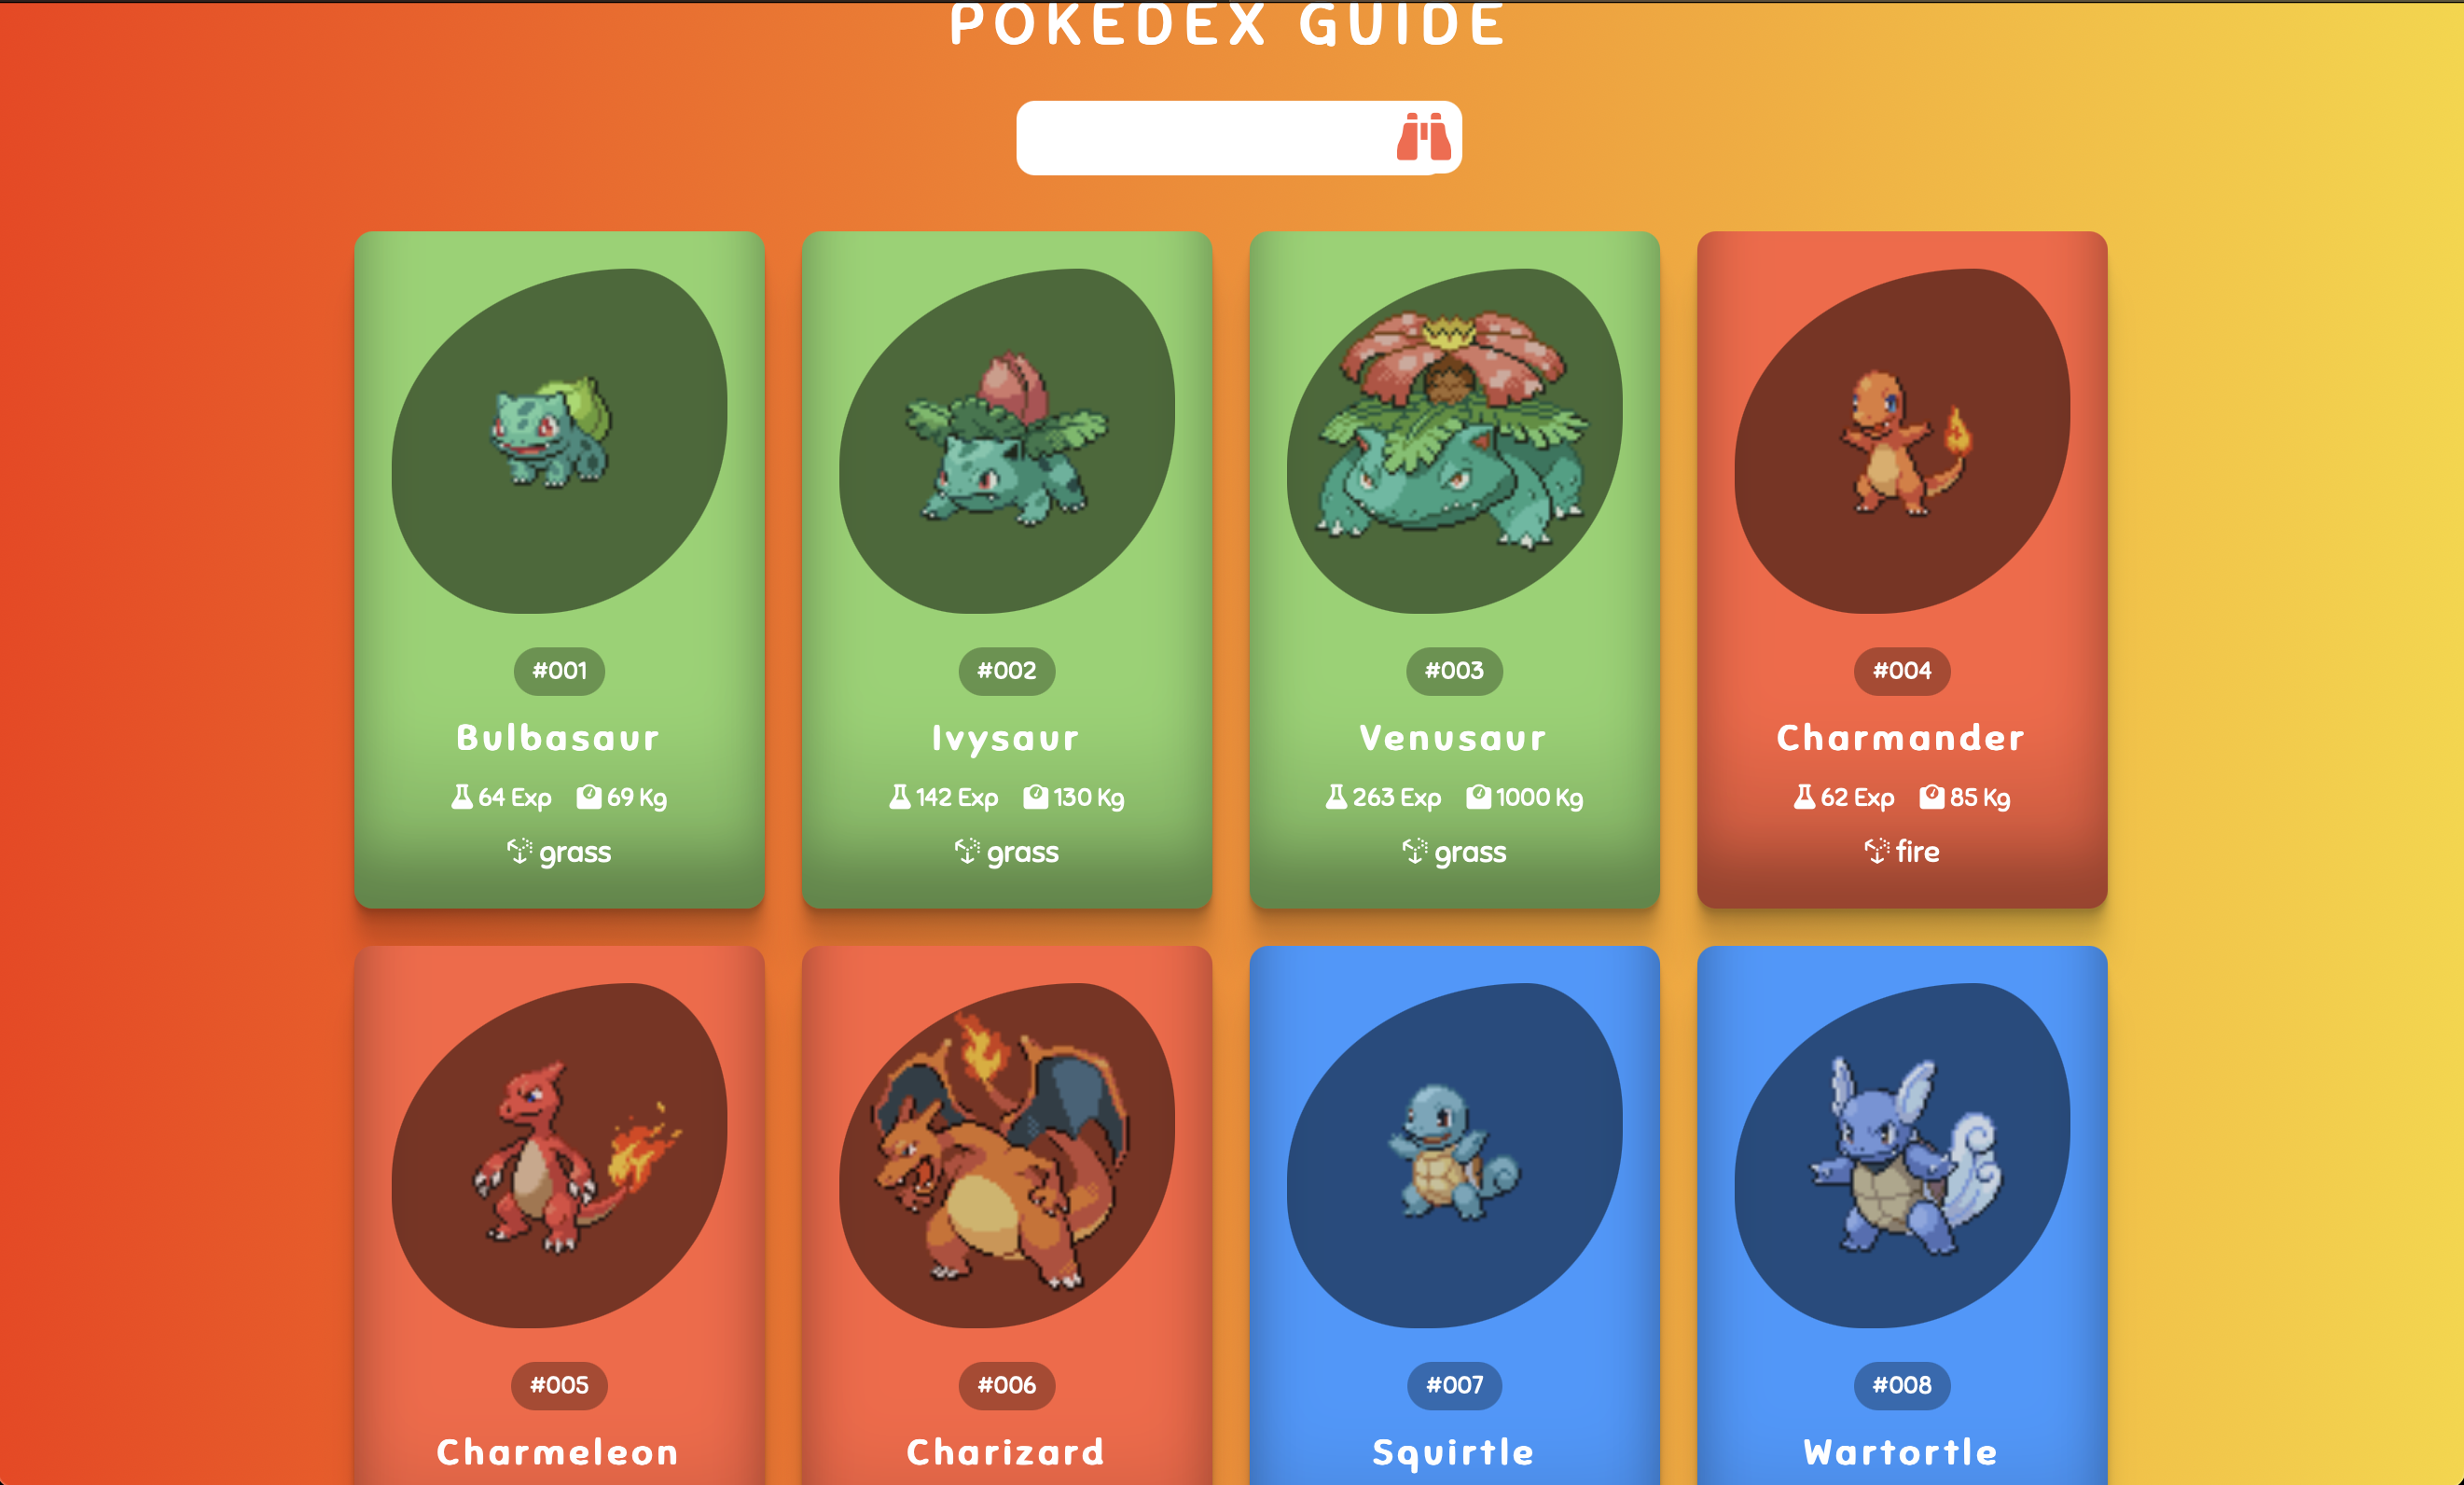 POKEDEX GUIDE
#001 #002 #003 #004
Bulbasaur Ivysaur Venusaur Charmander
64 Exp 69 Kg 142 Exp 130 Kg 263 Exp 1000 Kg 62 Exp 85 Kg
grass grass grass fire
#005 #006 #007 #008
Charmeleon Charizard Squirtle Wartortle